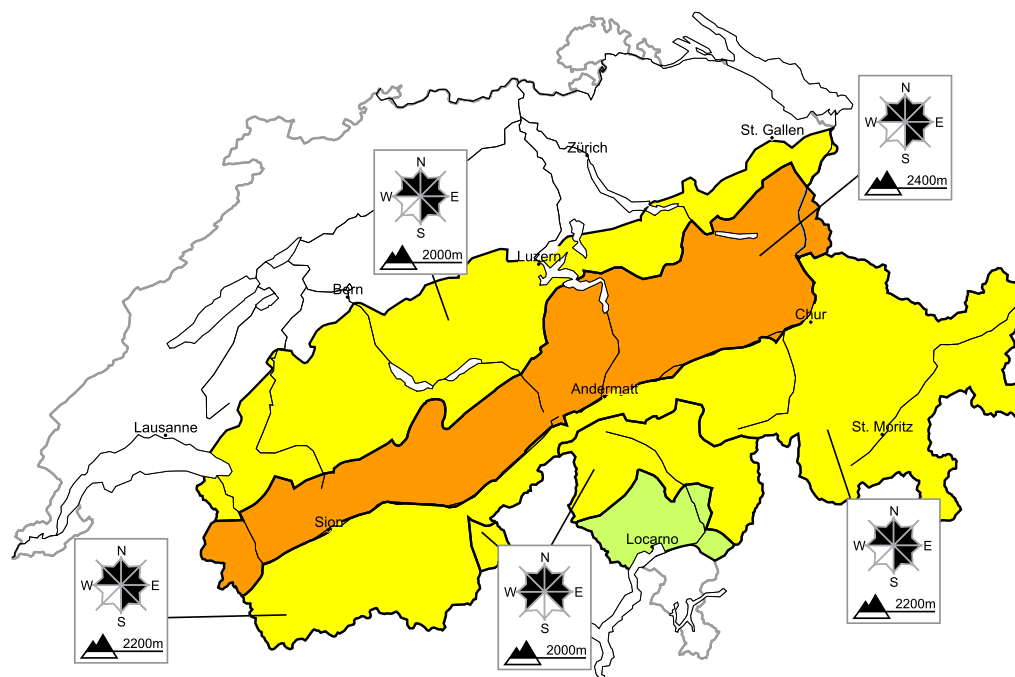 N
W E
S
2400m
St. Gallen
Zürich
N
W E
S
2000m
Luzern
Bern
Chur
Andermatt
Lausanne
St. Moritz
Sion
Locarno
N
W E
S
2200m
N
W E
S
2200m
N
W E
S
2000m